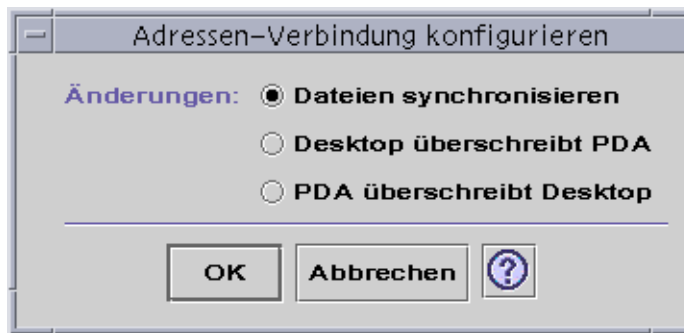 Adressen-Verbindung konfigurieren
Änderungen: Dateien synchronisieren
Desktop überschreibt PDA
PDA überschreibt Desktop
OK Abbrechen ?